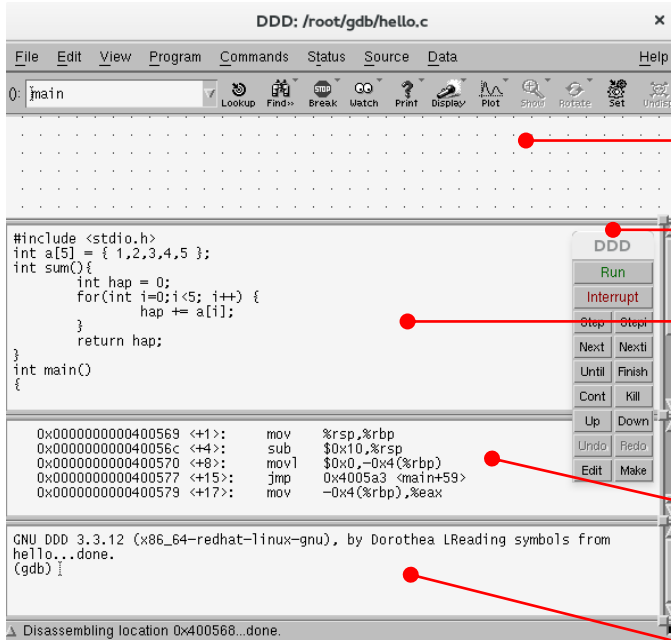 DDD: /root/gdb/hello.c ×
File Edit View Program Commands Status Source Data Help
(): main Lookup Find» Break Watch Print Display Plot Show Rotate Set Undisp
STOP
#include <stdio.h>
int a[5] = { 1,2,3,4,5 };
int sum(){
int hap = 0;
for(int i=0;i<5; i++) {
hap += a[i];
}
return hap;
}
int main()
{
DDD
Run
Interrupt
Step Stepi
Next Nexti
Until Finish
Cont Kill
Up Down
Undo Redo
Edit Make
0x0000000000400569 <+1>: mov %rsp,%rbp
0x000000000040056c <+4>: sub $0x10,%rsp
0x0000000000400570 <+8>: movl $0x0,-0x4(%rbp)
0x0000000000400577 <+15>: jmp 0x4005a3 <main+59>
0x0000000000400579 <+17>: mov -0x4(%rbp),%eax
GNU DDD 3.3.12 (x86_64-redhat-linux-gnu), by Dorothea LReading symbols from
hello...done.
(gdb)
Disassembling location 0x400568...done.